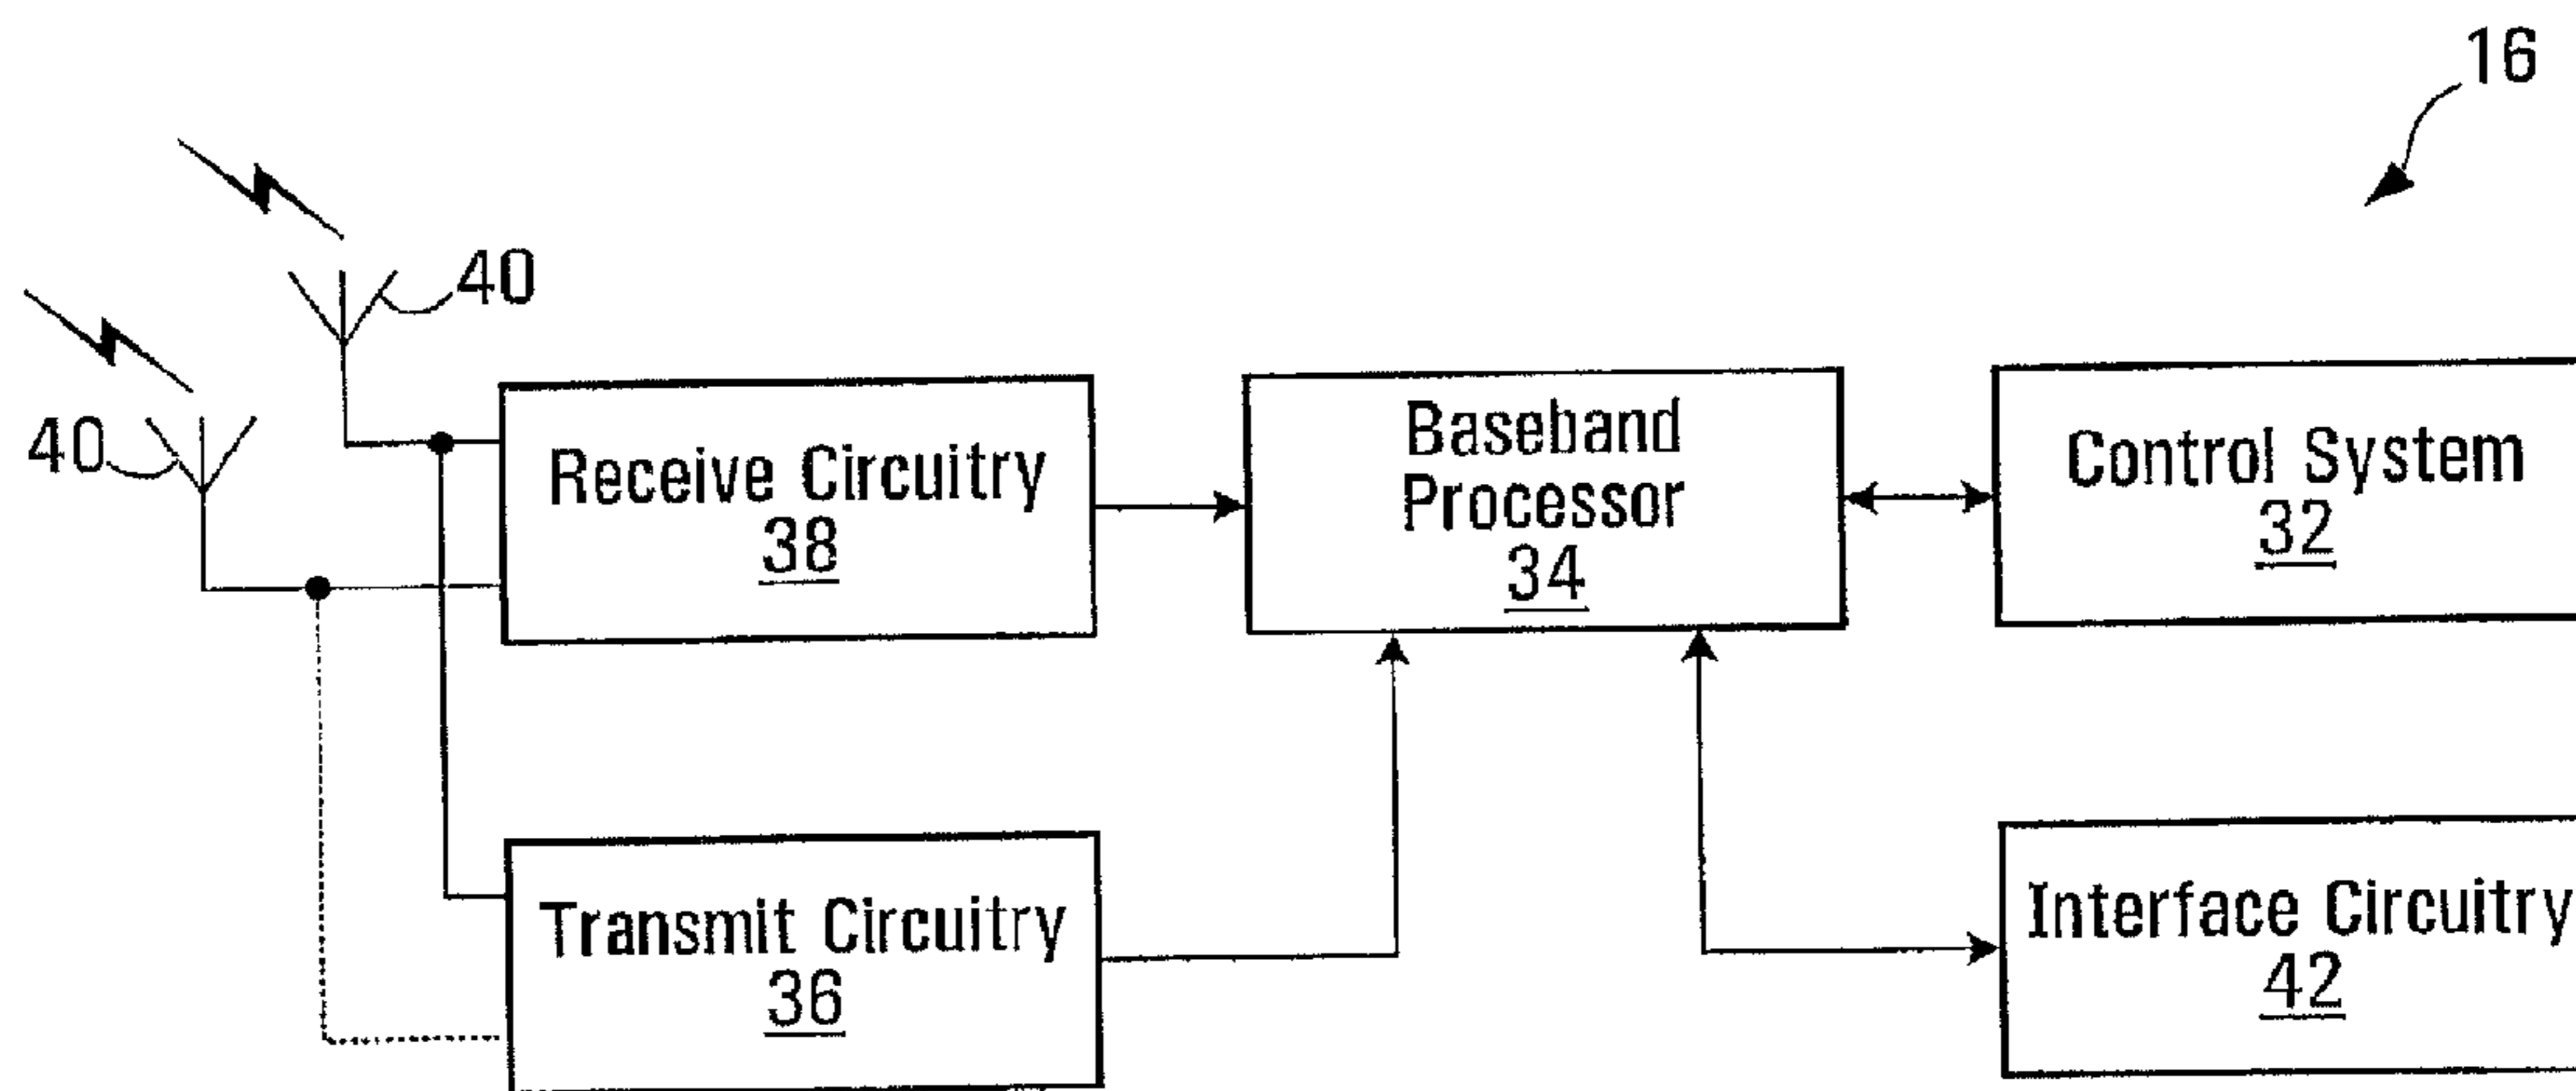 16
40
40
Receive Circuitry
38
Baseband
Processor
34
Control System
32
Transmit Circuitry
36
Interface Circuitry
42